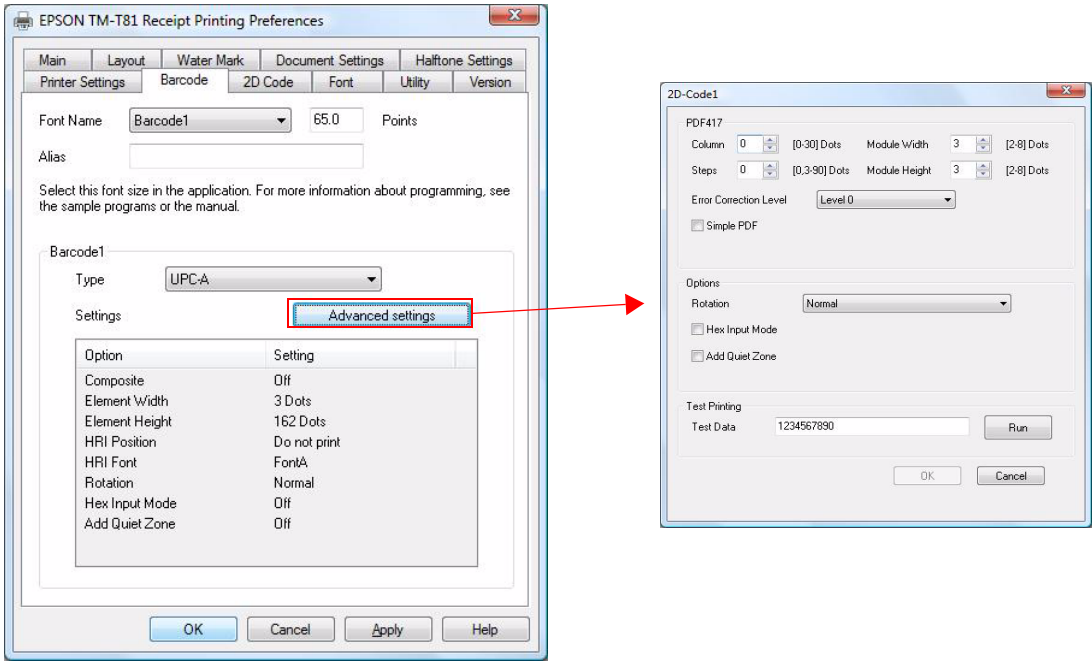 EPSON TM-T81 Receipt Printing Preferences
Main Layout Water Mark Document Settings Halftone Settings
Printer Settings Barcode 2D Code Font Utility Version
Font Name Barcode1 65.0 Points
Alias
Select this font size in the application. For more information about programming, see
the sample programs or the manual.
Barcode1
Type UPC-A
Settings Advanced settings
Option Setting
Composite Off
Element Width 3 Dots
Element Height 162 Dots
HRI Position Do not print
HRI Font FontA
Rotation Normal
Hex Input Mode Off
Add Quiet Zone Off
OK Cancel Apply Help
2D-Code1
PDF417
Column 0 [0-30] Dots Module Width 3 [2-8] Dots
Steps 0 [0,3-90] Dots Module Height 3 [2-8] Dots
Error Correction Level Level 0
Simple PDF
Options
Rotation Normal
Hex Input Mode
Add Quiet Zone
Test Printing
Test Data 1234567890 Run
OK Cancel